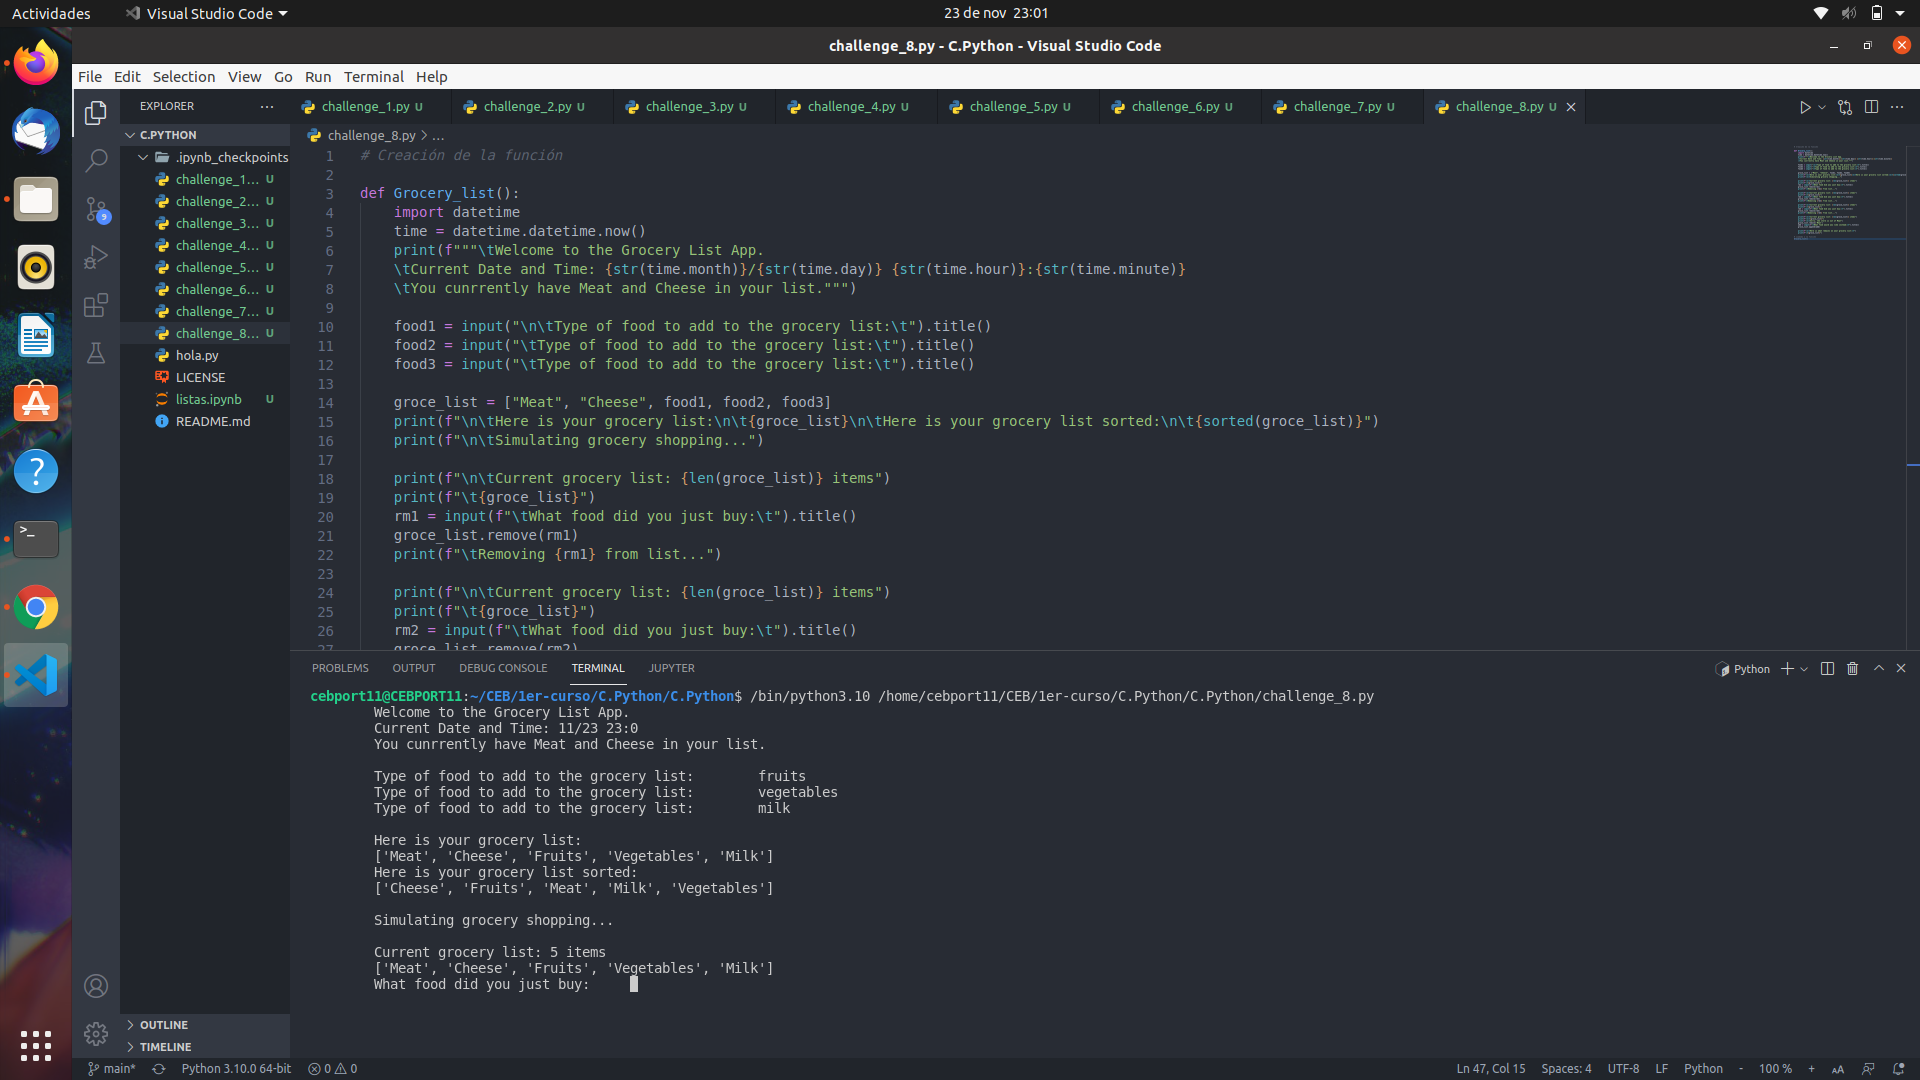 Actividades
Visual Studio Code
23 de nov 23:01
challenge_8.py - C.Python - Visual Studio Code
File Edit Selection View Go Run Terminal Help
EXPLORER
challenge_1.py U
challenge_2.py U
challenge_3.py U
challenge_4.py U
challenge_5.py U
challenge_6.py U
challenge_7.py U
challenge_8.py U
C.PYTHON
.ipynb_checkpoints
challenge_1... U
challenge_2... U
challenge_3... U
challenge_4... U
challenge_5... U
challenge_6... U
challenge_7... U
challenge_8... U
hola.py
LICENSE
listas.ipynb U
README.md
9
challenge_8.py > ...
1 # Creación de la función
2
3 def Grocery_list():
4 import datetime
5 time = datetime.datetime.now()
6 print(f"""\tWelcome to the Grocery List App.
7 \tCurrent Date and Time: {str(time.month)}/{str(time.day)} {str(time.hour)}:{str(time.minute)}
8 \tYou cunrrently have Meat and Cheese in your list.""")
9
10 food1 = input("\n\tType of food to add to the grocery list:\t").title()
11 food2 = input("\tType of food to add to the grocery list:\t").title()
12 food3 = input("\tType of food to add to the grocery list:\t").title()
13
14 groce_list = ["Meat", "Cheese", food1, food2, food3]
15 print(f"\n\tHere is your grocery list:\n\t{groce_list}\n\tHere is your grocery list sorted:\n\t{sorted(groce_list)}")
16 print(f"\n\tSimulating grocery shopping...")
17
18 print(f"\n\tCurrent grocery list: {len(groce_list)} items")
19 print(f"\t{groce_list}")
20 rm1 = input(f"\tWhat food did you just buy:\t").title()
21 groce_list.remove(rm1)
22 print(f"\tRemoving {rm1} from list...")
23
24 print(f"\n\tCurrent grocery list: {len(groce_list)} items")
25 print(f"\t{groce_list}")
26 rm2 = input(f"\tWhat food did you just buy:\t").title()
27 groce_list.remove(rm2)
PROBLEMS OUTPUT DEBUG CONSOLE TERMINAL JUPYTER
Python
cebport11@CEBPORT11:~/CEB/1er-curso/C.Python/C.Python$ /bin/python3.10 /home/cebport11/CEB/1er-curso/C.Python/C.Python/challenge_8.py
Welcome to the Grocery List App.
Current Date and Time: 11/23 23:0
You cunrrently have Meat and Cheese in your list.
Type of food to add to the grocery list: fruits
Type of food to add to the grocery list: vegetables
Type of food to add to the grocery list: milk
Here is your grocery list:
['Meat', 'Cheese', 'Fruits', 'Vegetables', 'Milk']
Here is your grocery list sorted:
['Cheese', 'Fruits', 'Meat', 'Milk', 'Vegetables']
Simulating grocery shopping...
Current grocery list: 5 items
['Meat', 'Cheese', 'Fruits', 'Vegetables', 'Milk']
What food did you just buy:
OUTLINE
TIMELINE
main*
Python 3.10.0 64-bit
0 0
Ln 47, Col 15
Spaces: 4
UTF-8
LF
Python
- 100 % +